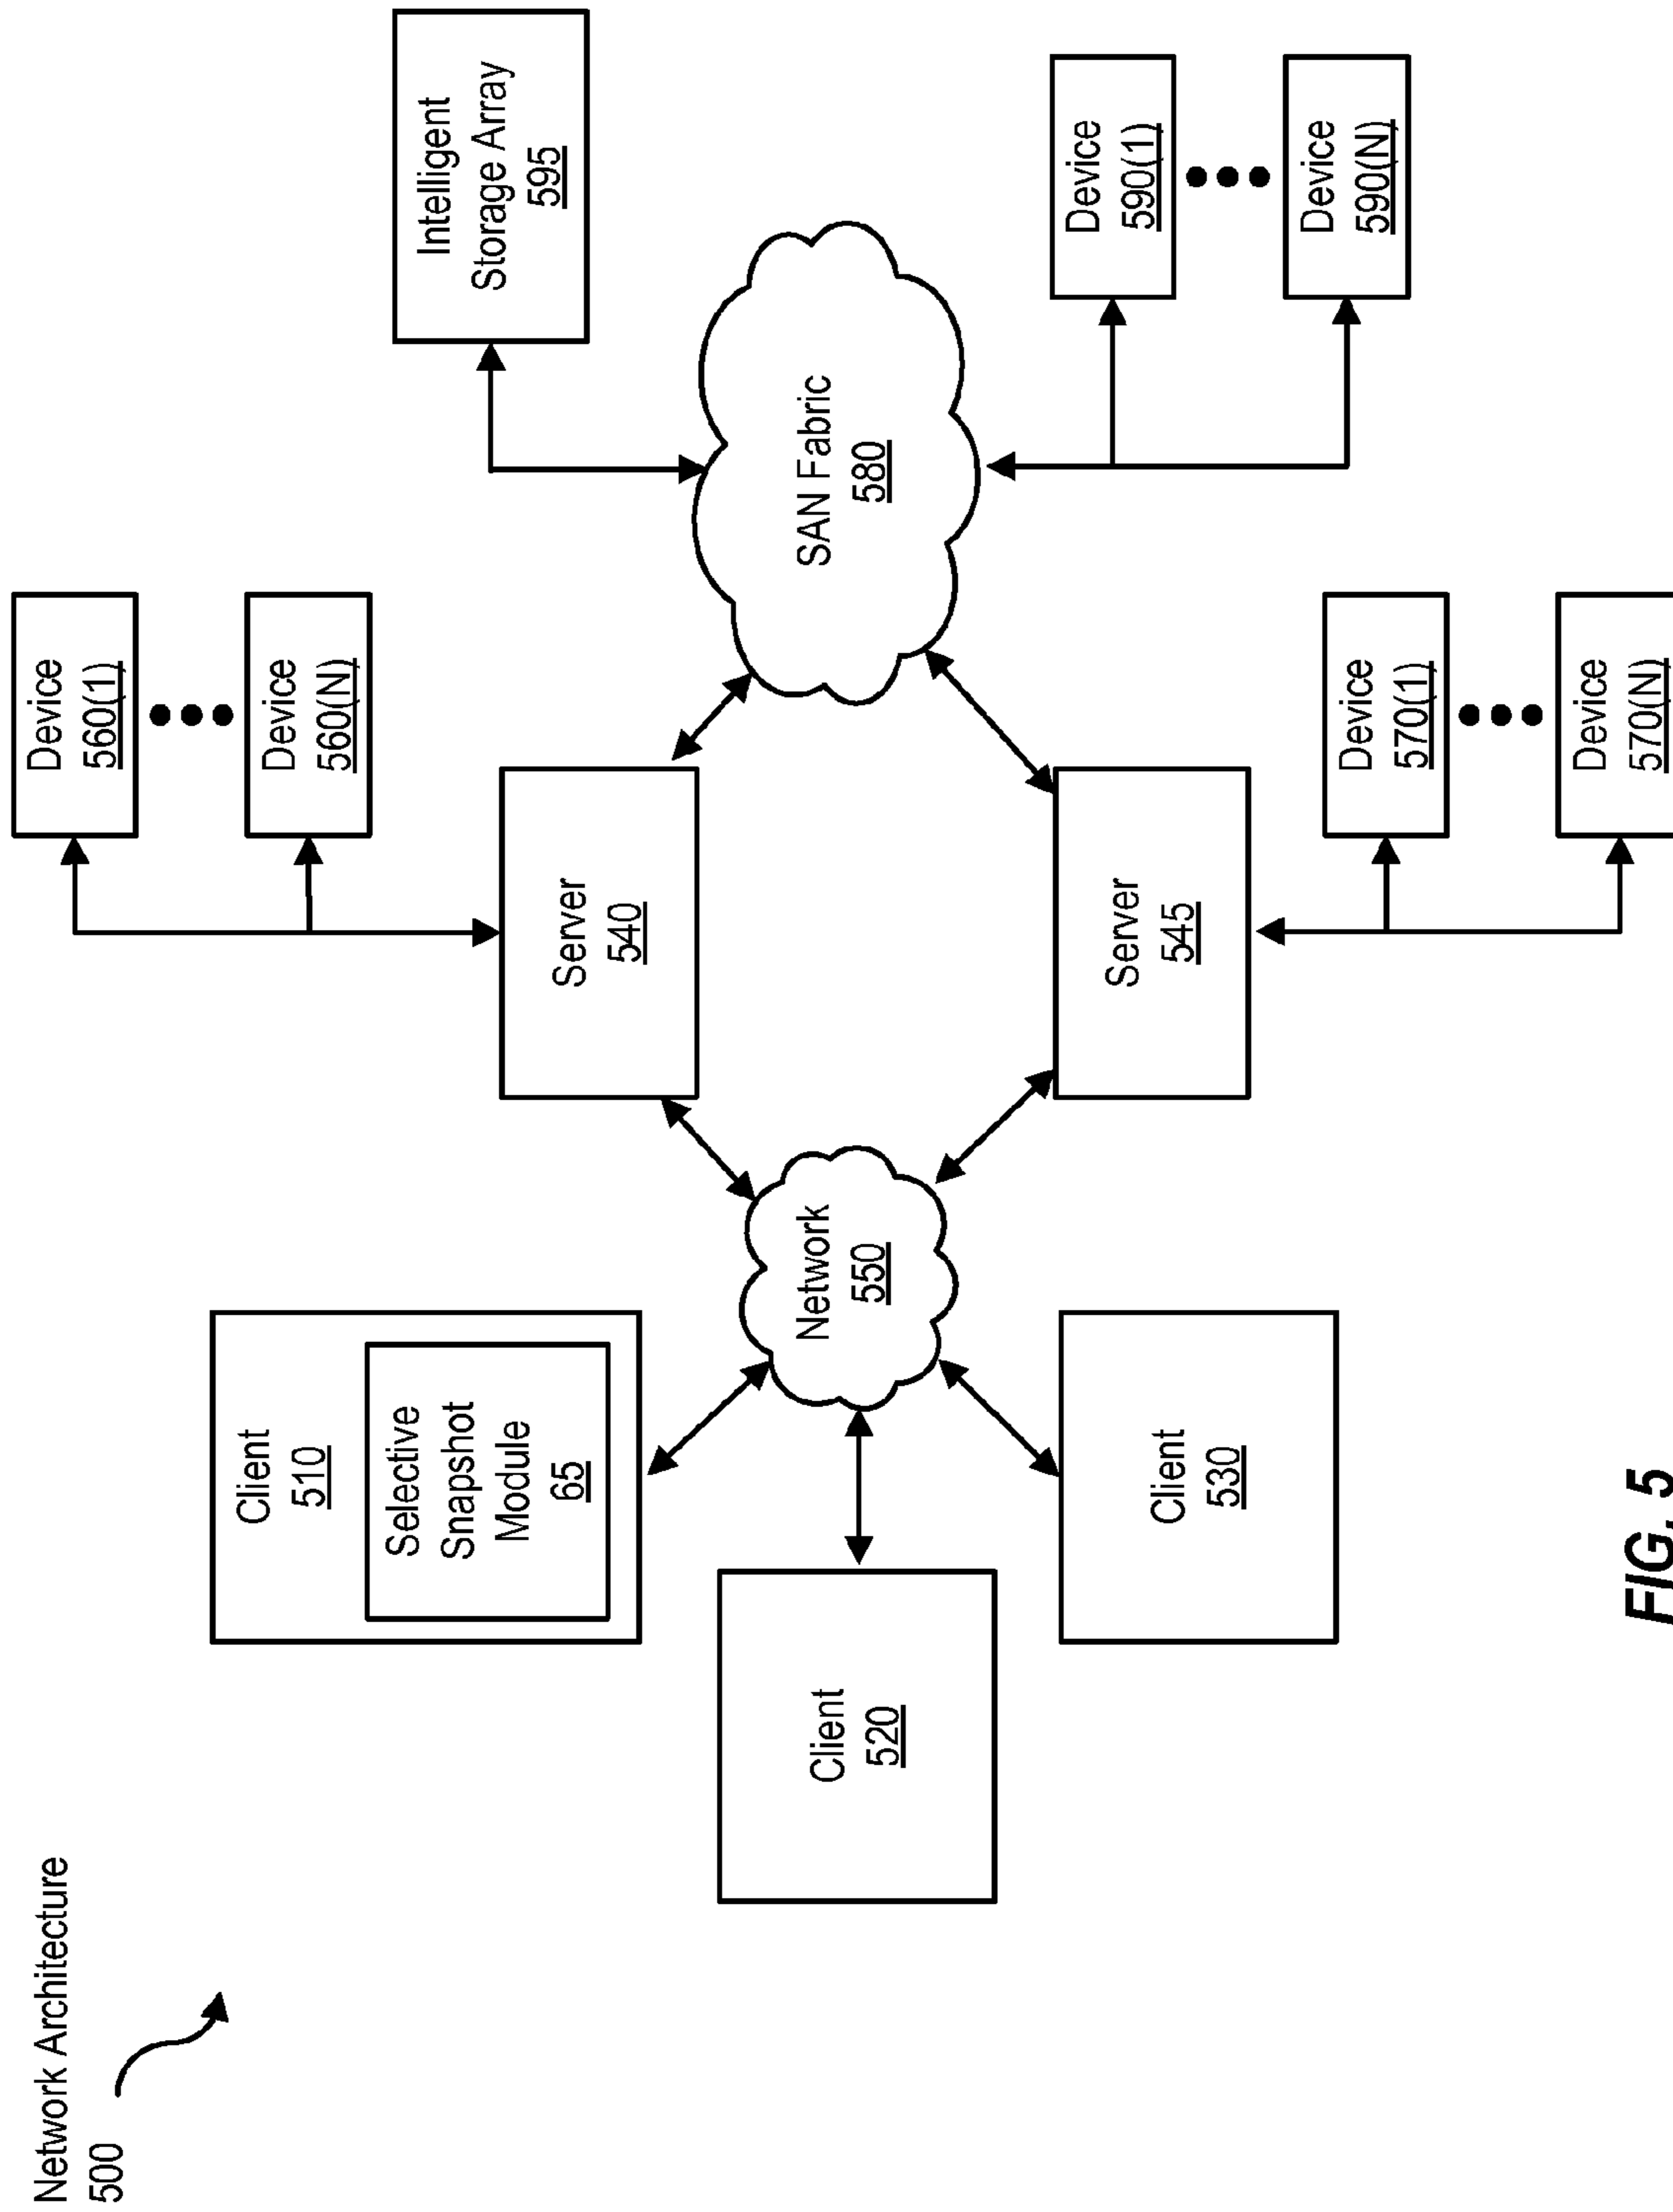 Network Architecture
500
Client
510
Selective
Snapshot
Module
65
Client
520
Client
530
Network
550
Server
540
Server
545
Device
560(1)
Device
560(N)
Device
570(1)
Device
570(N)
SAN Fabric
580
Intelligent
Storage Array
595
Device
590(1)
Device
590(N)
FIG. 5